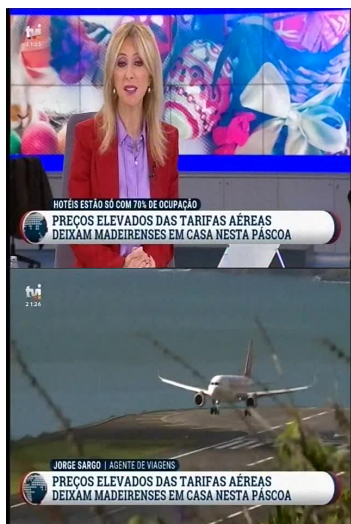 tvi
21:25
HOTÉIS ESTÃO SÓ COM 70% DE OCUPAÇÃO
PREÇOS ELEVADOS DAS TARIFAS AÉREAS
DEIXAM MADEIRENSES EM CASA NESTA PÁSCOA
tvi
21:26
JORGE SARGO | AGENTE DE VIAGENS
PREÇOS ELEVADOS DAS TARIFAS AÉREAS
DEIXAM MADEIRENSES EM CASA NESTA PÁSCOA